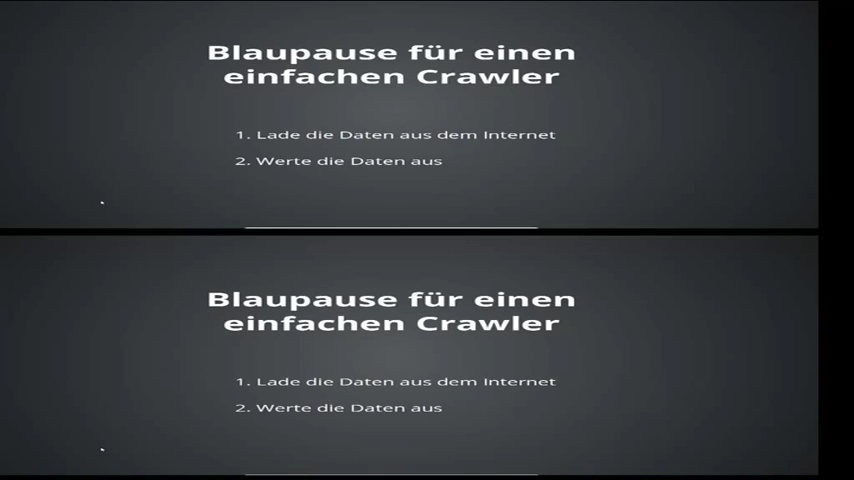 Blaupause für einen
einfachen Crawler
1. Lade die Daten aus dem Internet
2. Werte die Daten aus
Blaupause für einen
einfachen Crawler
1. Lade die Daten aus dem Internet
2. Werte die Daten aus